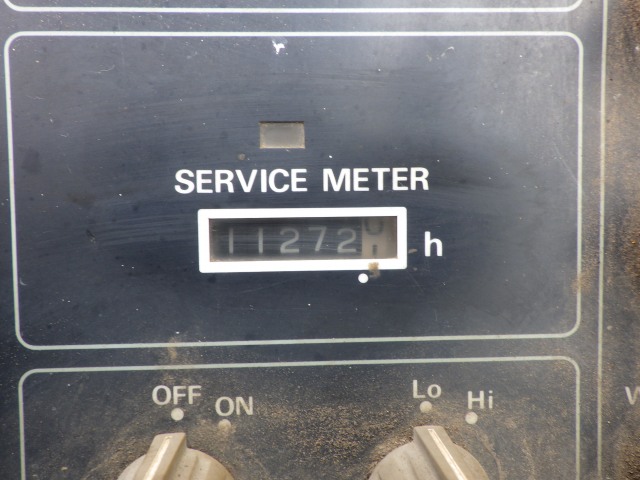 SERVICE METER
11272 h
OFF ON Lo Hi